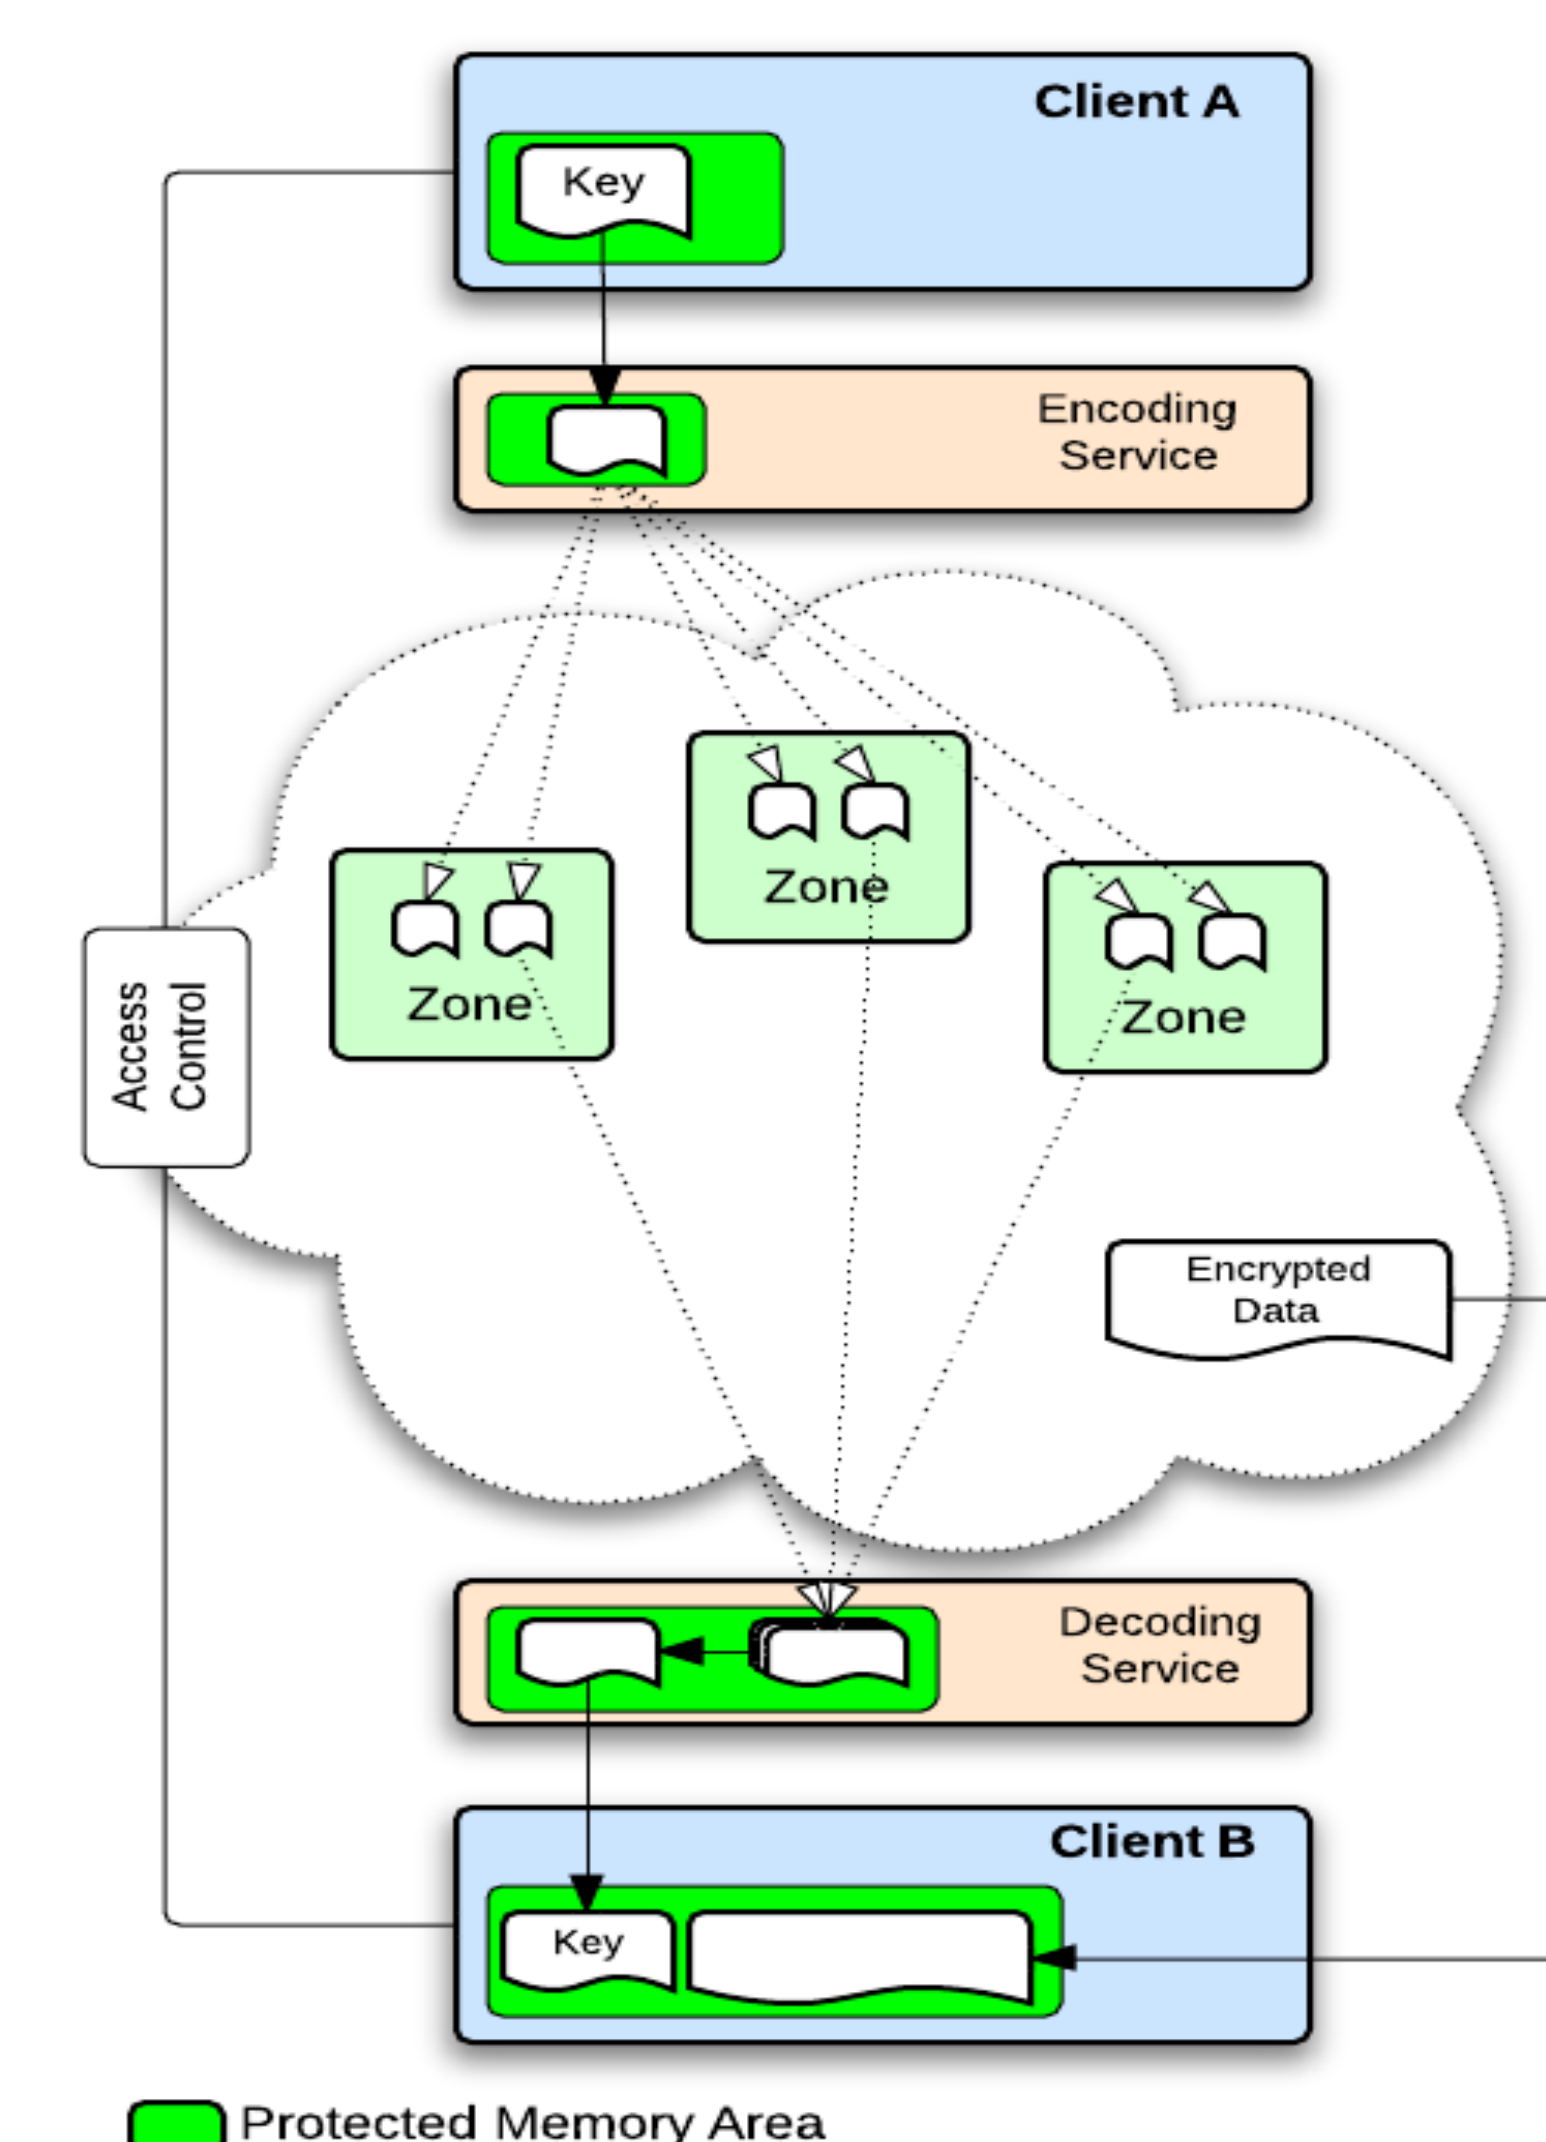 Client A
Key
Encoding
Service
Zone
Zone
Zone
Access
Control
Encrypted
Data
Decoding
Service
Client B
Key
Protected Memory Area